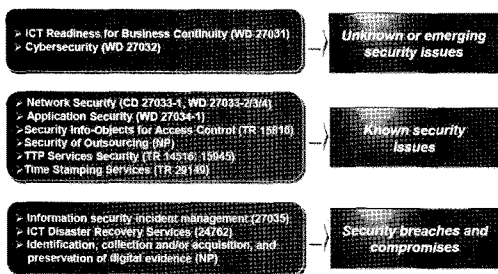 ➢ ICT Readiness for Business Continuity (WD 27031)
➢ Cybersecurity (WD 27032)
Unknown or emerging
security issues
➢ Network Security (CD 27033-1, WD 27033-2/3/4)
➢ Application Security (WD 27034-1)
➢ Security Info-Objects for Access Control (TR 15816)
➢ Security of Outsourcing (NP)
➢ TTP Services Security (TR 14516; 15945)
➢ Time Stamping Services (TR 29149)
Known security
issues
➢ Information security incident management (27035)
➢ ICT Disaster Recovery Services (24762)
➢ Identification, collection and/or acquisition, and
preservation of digital evidence (NP)
Security breaches and
compromises